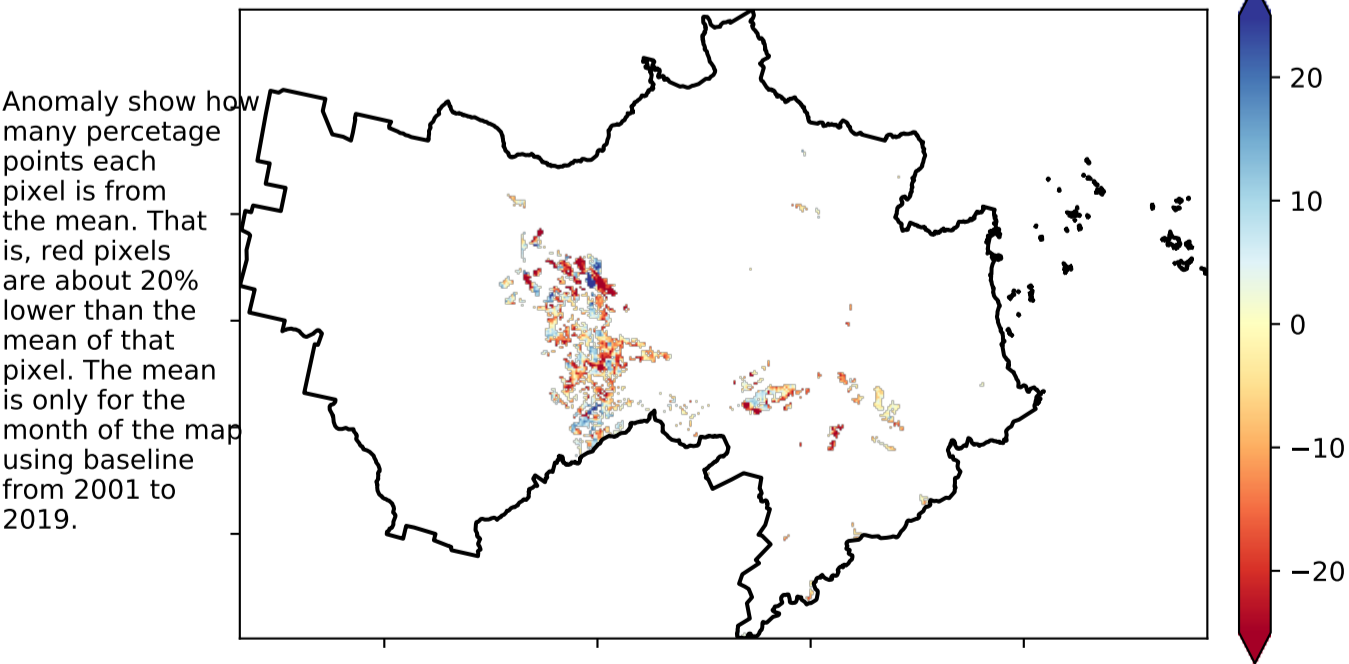 Anomaly show how
many percetage
points each
pixel is from
the mean. That
is, red pixels
are about 20%
lower than the
mean of that
pixel. The mean
is only for the
month of the map
using baseline
from 2001 to
2019.
20
10
0
−10
−20